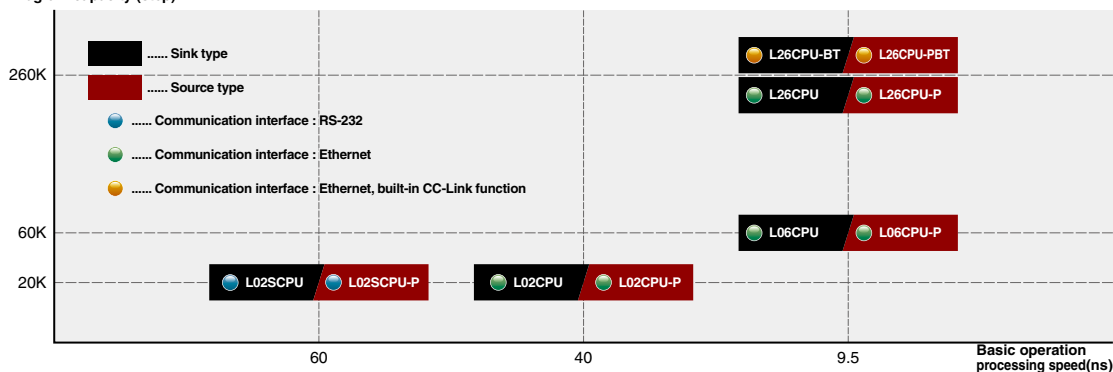 ...... Sink type
...... Source type
...... Communication interface : RS-232
...... Communication interface : Ethernet
...... Communication interface : Ethernet, built-in CC-Link function
260K
L26CPU-BT L26CPU-PBT
L26CPU L26CPU-P
60K
L06CPU L06CPU-P
20K
L02SCPU L02SCPU-P L02CPU L02CPU-P
60 40 9.5
Basic operation
processing speed(ns)